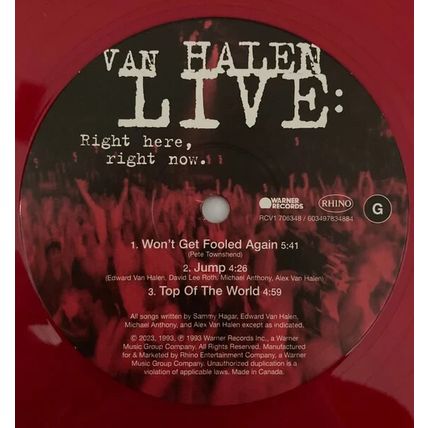 VAN HALEN
LIVE:
Right here,
right now.
WARNER
RECORDS
RHINO
RCV1 706348 / 603497834884
G
1. Won't Get Fooled Again 5:41
(Pete Townshend)
2. Jump 4:26
(Edward Van Halen, David Lee Roth, Michael Anthony, Alex Van Halen)
3. Top Of The World 4:59
All songs written by Sammy Hagar, Edward Van Halen,
Michael Anthony, and Alex Van Halen except as indicated.
© 2023, 1993, ℗ 1993 Warner Records Inc., a Warner
Music Group Company. All Rights Reserved. Manufactured
for & Marketed by Rhino Entertainment Company, a Warner
Music Group Company. Unauthorized duplication is a
violation of applicable laws. Made in Canada.